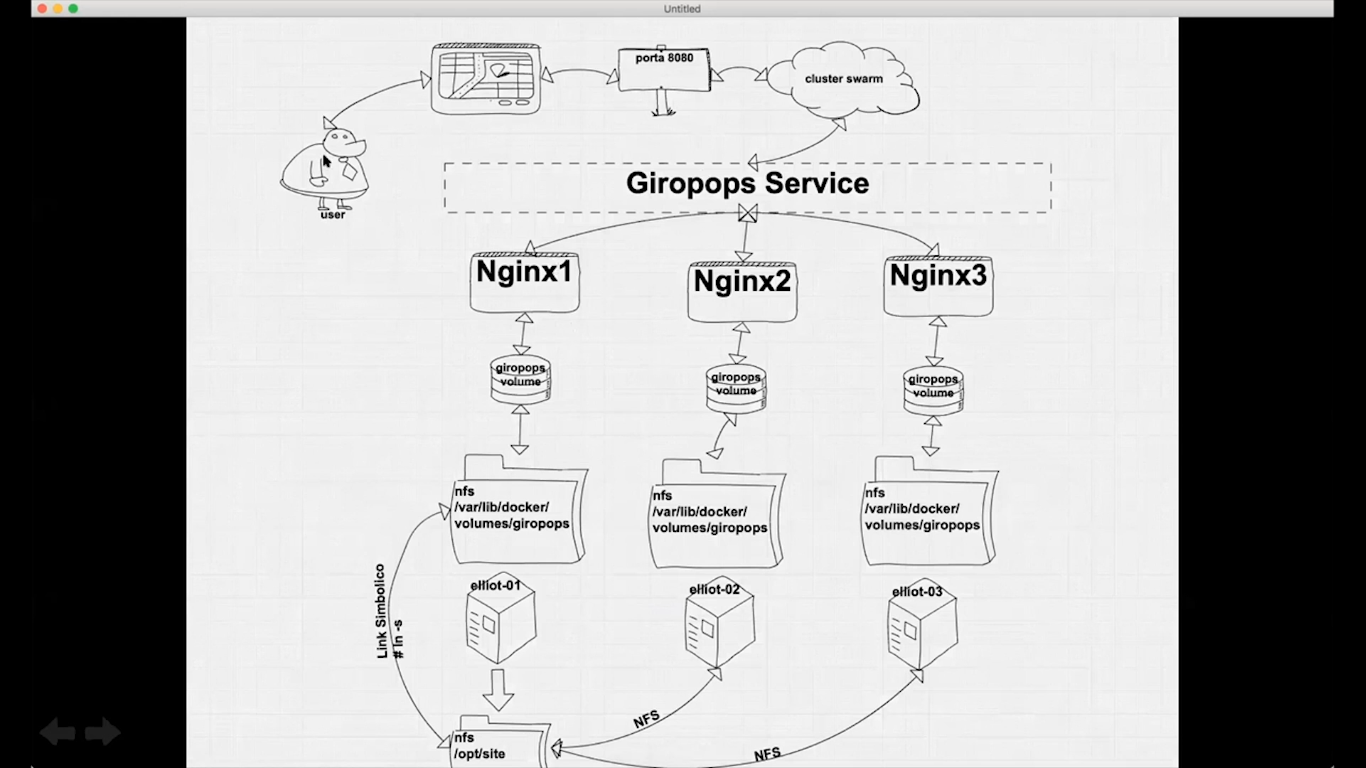 Untitled
porta 8080
cluster swarm
user
Giropops Service
Nginx1
Nginx2
Nginx3
giropops
volume
giropops
volume
giropops
volume
nfs
/var/lib/docker/
volumes/giropops
nfs
/var/lib/docker/
volumes/giropops
nfs
/var/lib/docker/
volumes/giropops
elliot-01
elliot-02
elliot-03
Link Simbolico
# ln -s
NFS
NFS
nfs
/opt/site